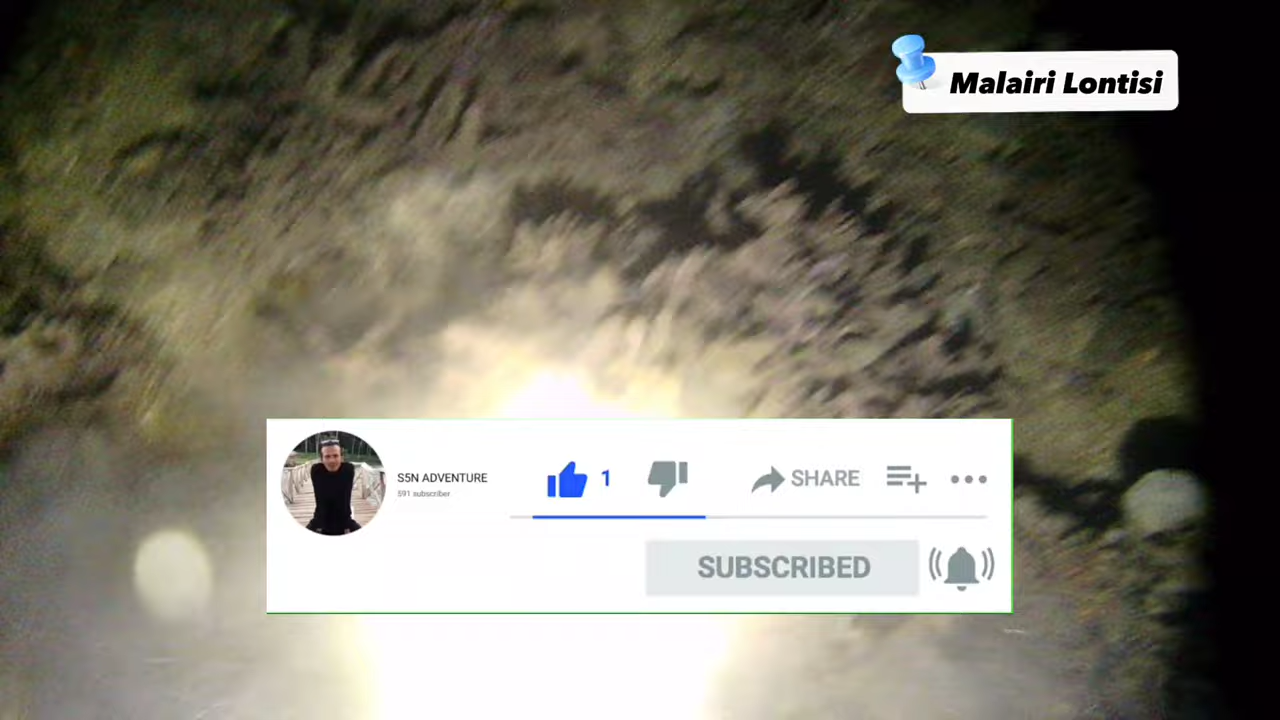 Malairi Lontisi
S5N ADVENTURE
591 subscriber
1
SHARE
SUBSCRIBED